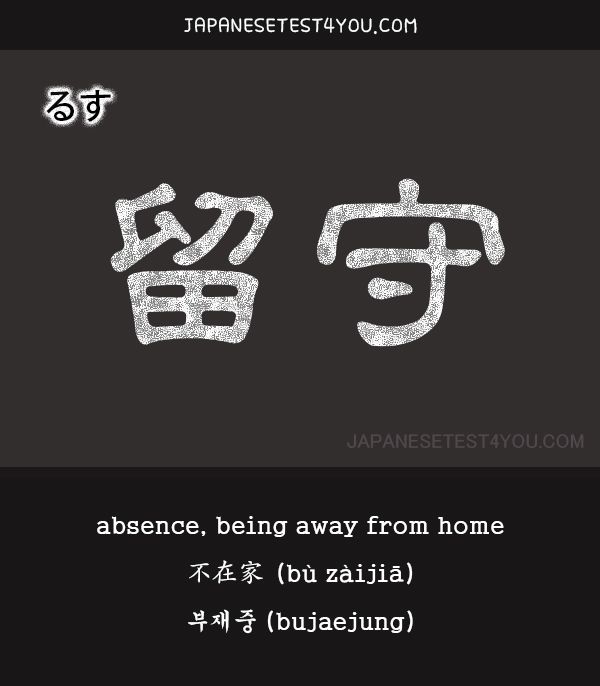 JAPANESETEST4YOU.COM
るす
留守
JAPANESETEST4YOU.COM
absence, being away from home
不在家 (bù zàijiā)
부재중 (bujaejung)